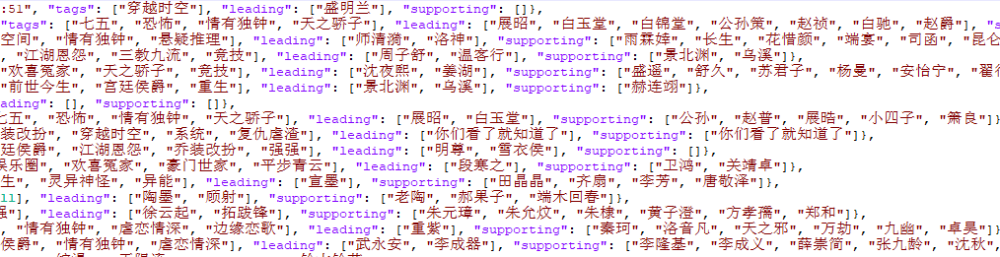 :51", "tags": ["穿越时空"], "leading": ["盛明兰"], "supporting": []},
"tags": ["七五", "恐怖", "情有独钟", "天之骄子"], "leading": ["展昭", "白玉堂", "白锦堂", "公孙策", "赵祯", "白驰", "赵爵"], "s
空间", "情有独钟", "悬疑推理"], "leading": ["师清漪", "洛神"], "supporting": ["雨霖婞", "长生", "花惜颜", "端宴", "司函", "昆仑
", "江湖恩怨", "三教九流", "竞技"], "leading": ["周子舒", "温客行"], "supporting": ["景北渊", "乌溪"]},
"欢喜冤家", "天之骄子", "竞技"], "leading": ["沈夜熙", "姜湖"], "supporting": ["盛遥", "舒久", "苏君子", "杨曼", "安怡宁", "翟行
"前世今生", "宫廷侯爵", "重生"], "leading": ["景北渊", "乌溪"], "supporting": ["赫连翊"]},
ading": [], "supporting": []},
七五", "恐怖", "情有独钟", "天之骄子"], "leading": ["展昭", "白玉堂"], "supporting": ["公孙", "赵普", "展皓", "小四子", "箫良"]},
装改扮", "穿越时空", "系统", "复仇虐渣"], "leading": ["你们看了就知道了"], "supporting": ["你们看了就知道了"]},
廷侯爵", "江湖恩怨", "乔装改扮", "强强"], "leading": ["明尊", "雪衣侯"], "supporting": []},
娱乐圈", "欢喜冤家", "豪门世家", "平步青云"], "leading": ["段寒之"], "supporting": ["卫鸿", "关靖卓"]},
生", "灵异神怪", "异能"], "leading": ["宣墨"], "supporting": ["田晶晶", "齐扇", "李芳", "唐敬泽"]},
11], "leading": ["陶墨", "顾射"], "supporting": ["老陶", "郝果子", "端木回春"]},
强"], "leading": ["徐云起", "拓跋锋"], "supporting": ["朱元璋", "朱允炆", "朱棣", "黄子澄", "方孝孺", "郑和"]},
, "情有独钟", "虐恋情深", "边缘恋歌"], "leading": ["重紫"], "supporting": ["秦珂", "洛音凡", "天之邪", "万劫", "九幽", "卓昊"]},
侯爵", "情有独钟", "虐恋情深"], "leading": ["武永安", "李成器"], "supporting": ["李隆基", "李成义", "薛崇简", "张九龄", "沈秋",